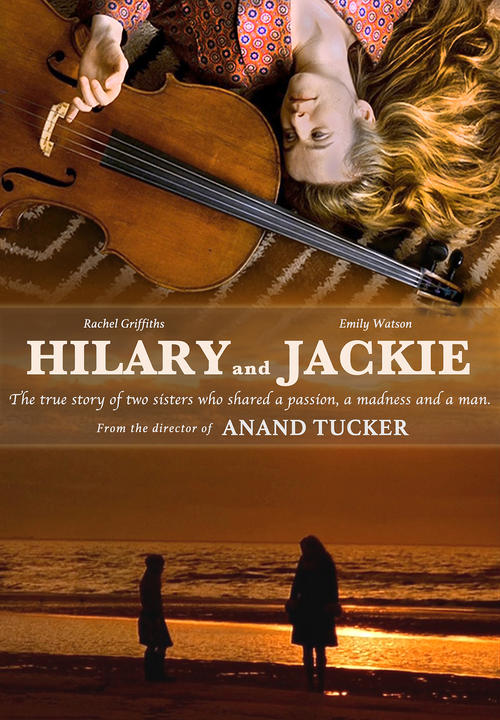 Rachel Griffiths Emily Watson
HILARY and JACKIE
The true story of two sisters who shared a passion, a madness and a man.
From the director of ANAND TUCKER